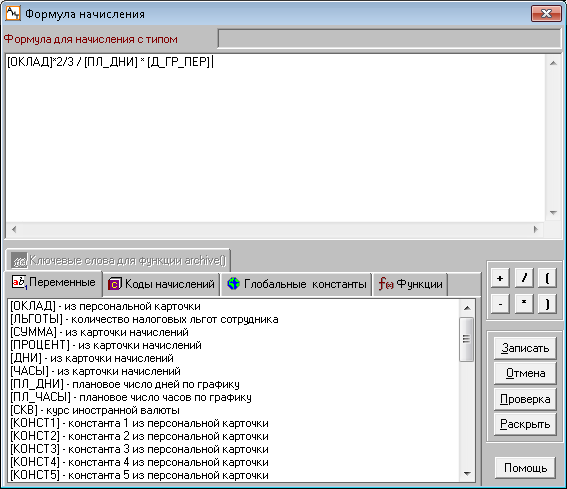 Формула начисления
Формула для начисления с типом
[ОКЛАД]*2/3 / [ПЛ_ДНИ] * [Д_ГР_ПЕР]
Ключевые слова для функции archive()
Переменные
Коды начислений
Глобальные константы
Функции
[ОКЛАД] - из персональной карточки
[ЛЬГОТЫ] - количество налоговых льгот сотрудника
[СУММА] - из карточки начислений
[ПРОЦЕНТ] - из карточки начислений
[ДНИ] - из карточки начислений
[ЧАСЫ] - из карточки начислений
[ПЛ_ДНИ] - плановое число дней по графику
[ПЛ_ЧАСЫ] - плановое число часов по графику
[СКВ] - курс иностранной валюты
[КОНСТ1] - константа 1 из персональной карточки
[КОНСТ2] - константа 2 из персональной карточки
[КОНСТ3] - константа 3 из персональной карточки
[КОНСТ4] - константа 4 из персональной карточки
[КОНСТ5] - константа 5 из персональной карточки
+ / (
- * )
Записать
Отмена
Проверка
Раскрыть
Помощь